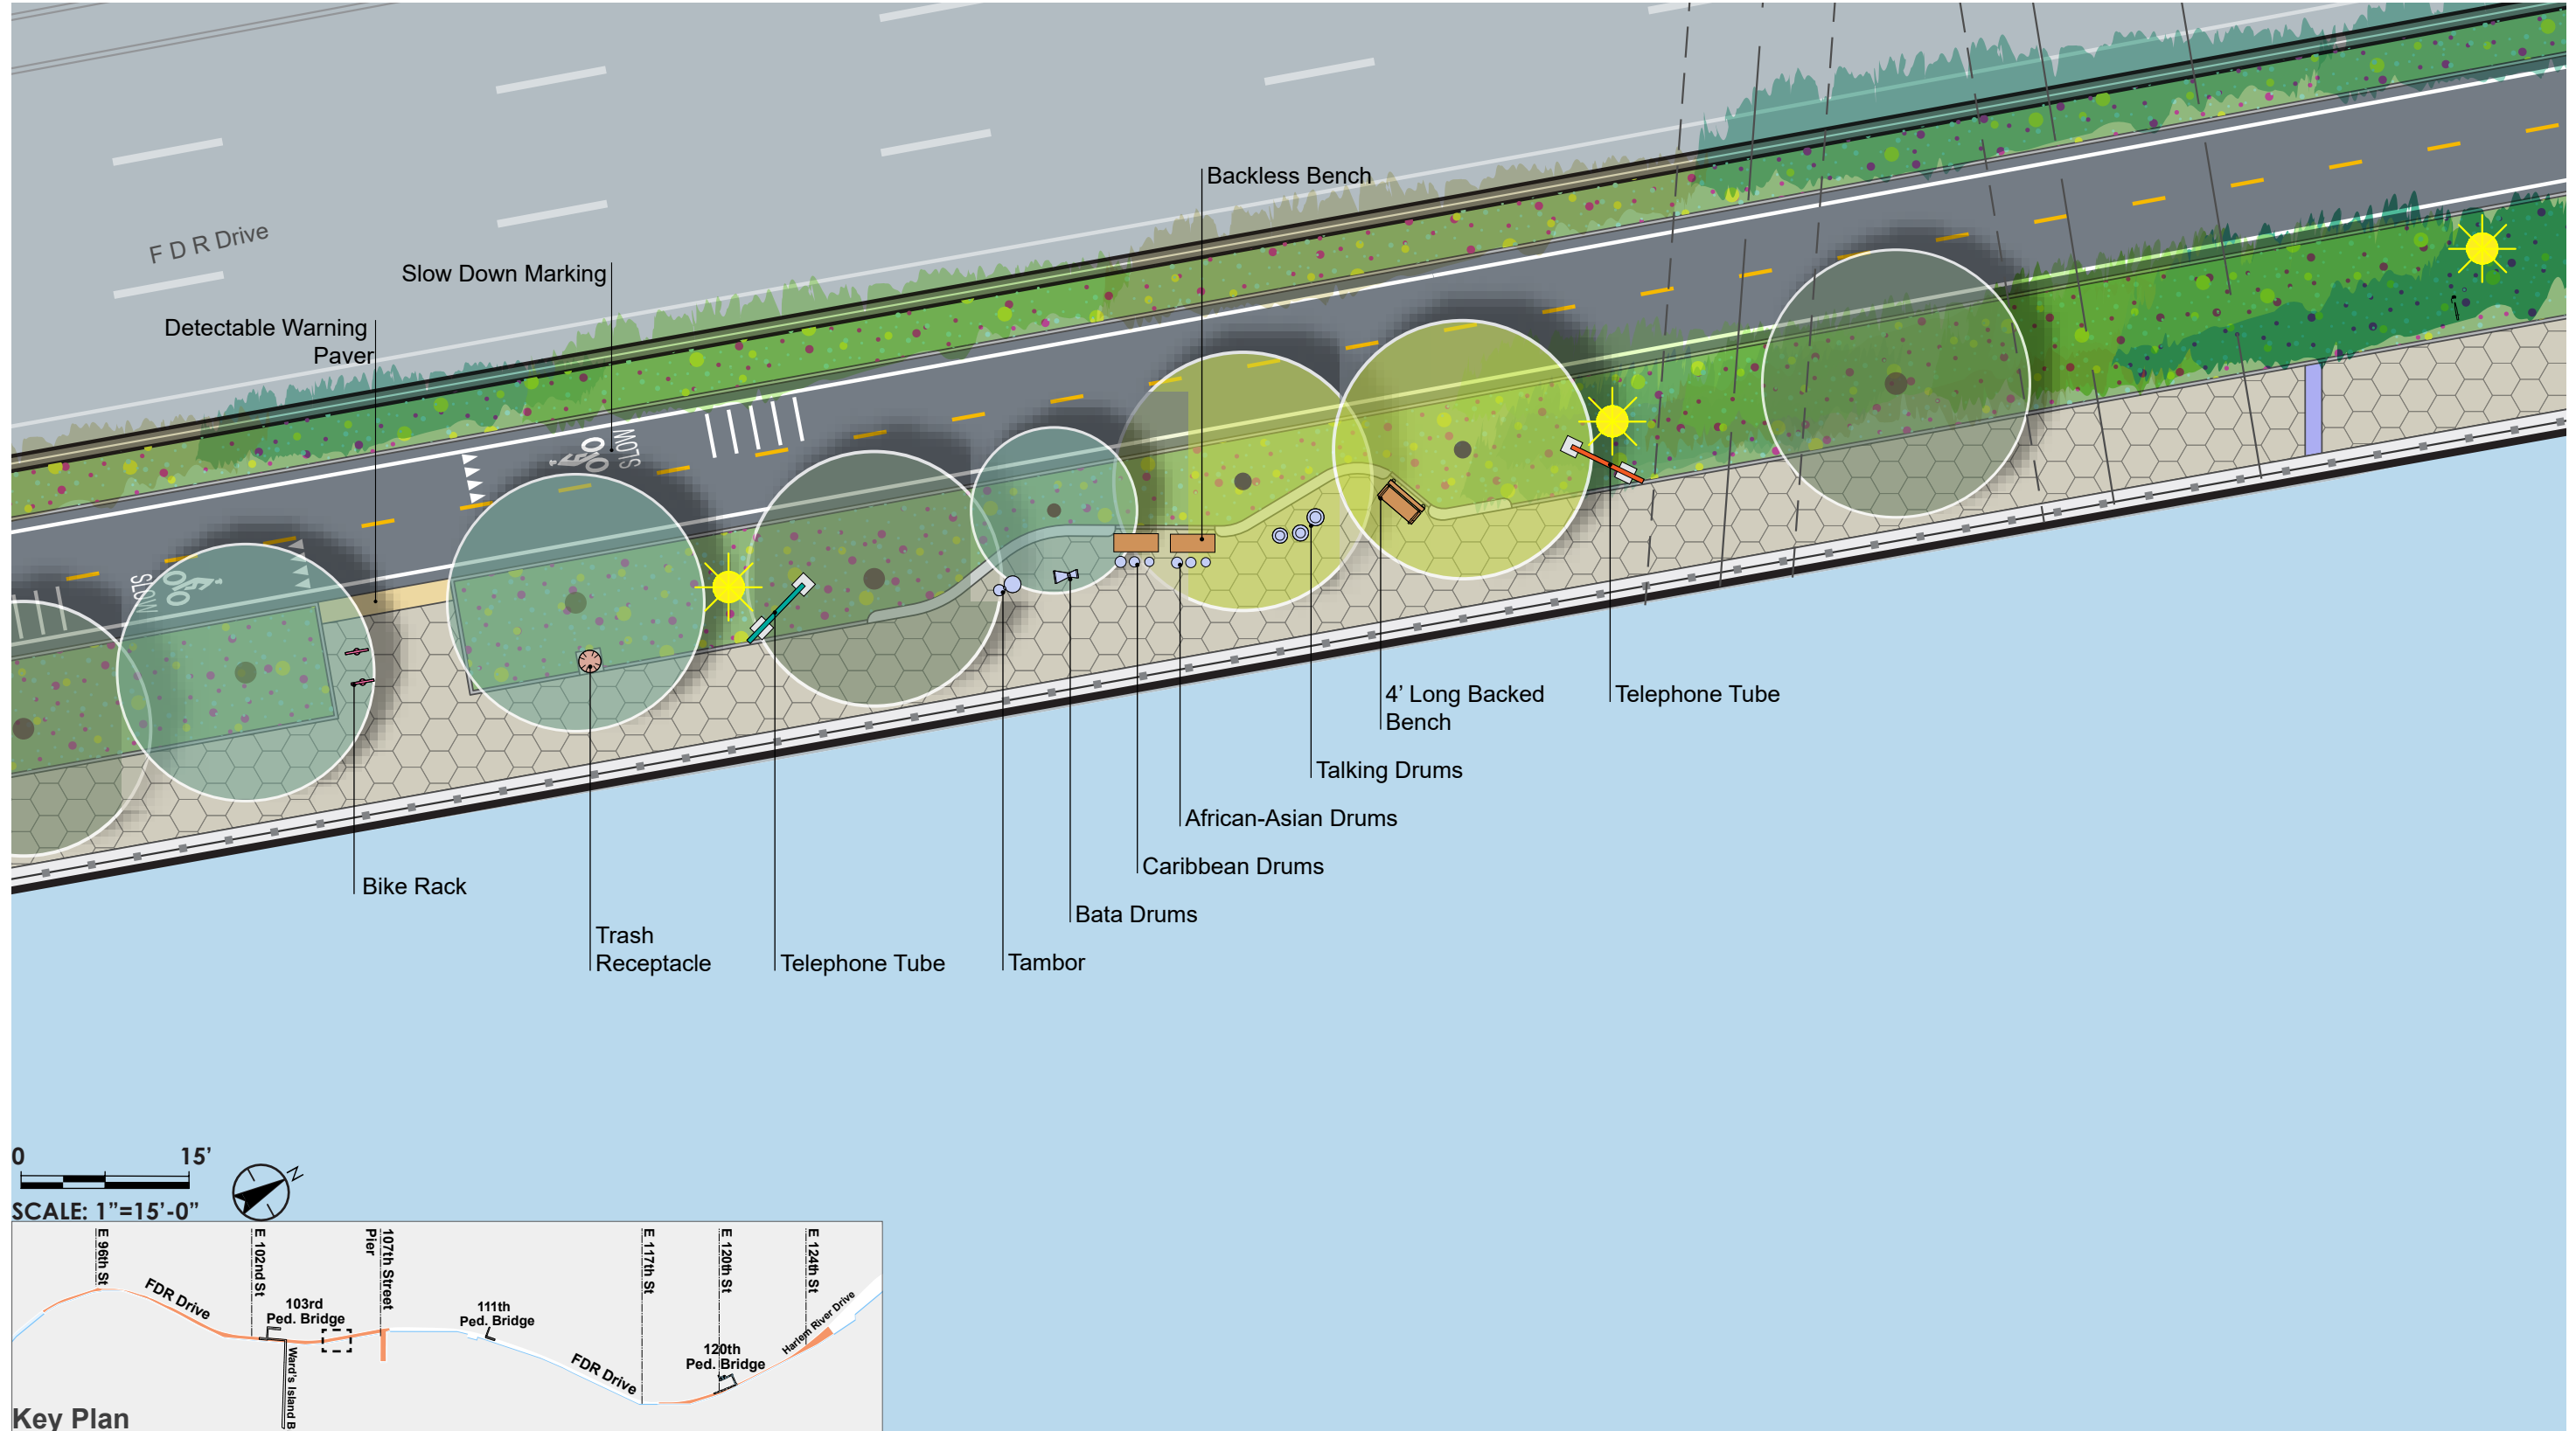 F D R Drive
Backless Bench
Slow Down Marking
Detectable Warning
Paver
SLOW
SLOW
4’ Long Backed
Bench
Telephone Tube
Talking Drums
African-Asian Drums
Caribbean Drums
Bike Rack
Bata Drums
Trash
Receptacle
Telephone Tube
Tambor
0 15’
N
SCALE: 1”=15’-0”
E 96th St
E 102nd St
107th Street
Pier
E 117th St
E 120th St
E 124th St
FDR Drive
103rd
Ped. Bridge
111th
Ped. Bridge
Harlem River Drive
Ward's Island B
FDR Drive
120th
Ped. Bridge
Key Plan